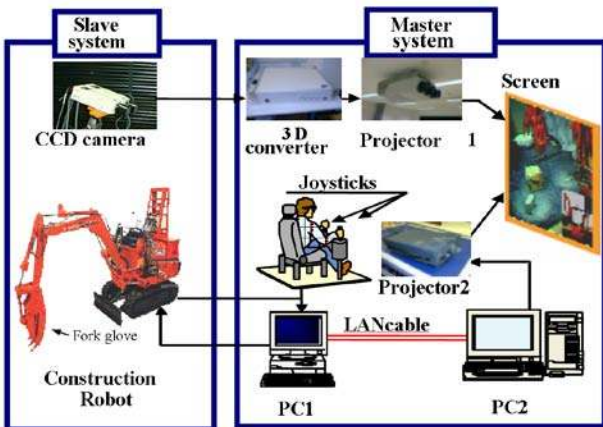 Slave
system
Master
system
CCD camera
3D
converter
Projector 1
Screen
Joysticks
Projector2
Fork glove
LANcable
Construction
Robot
PC1
PC2